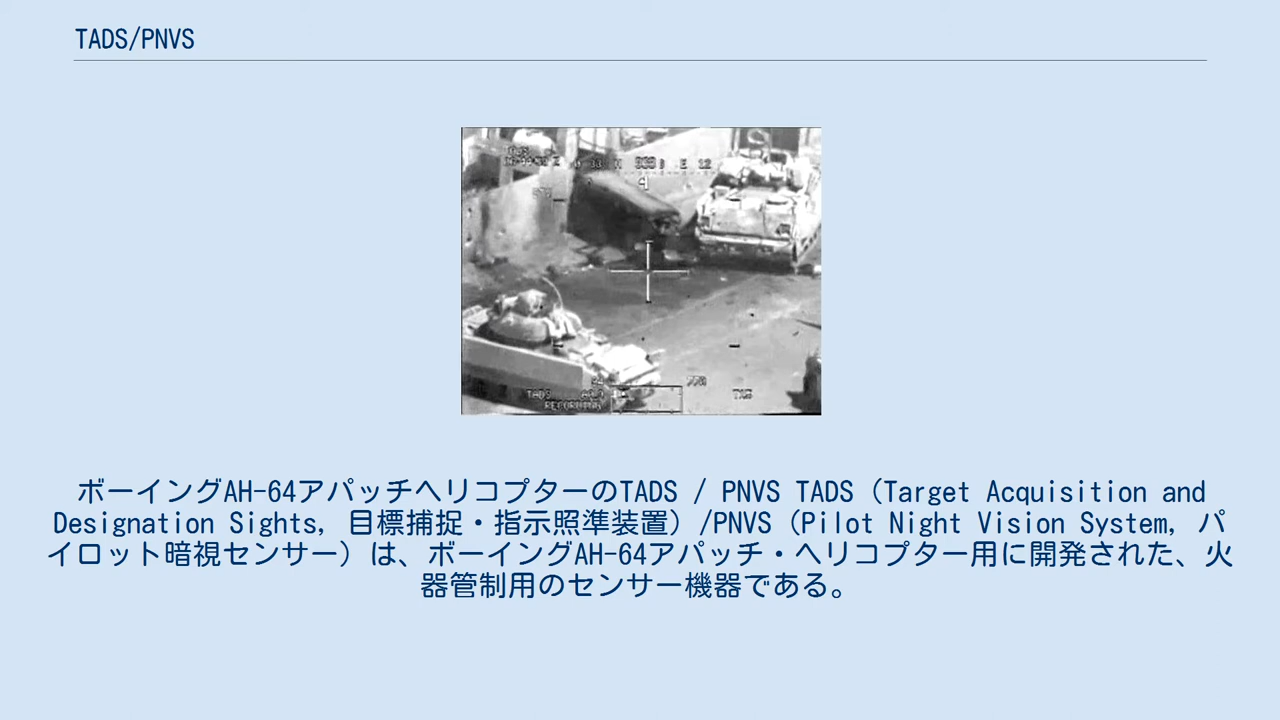 TADS/PNVS
TADS
RECORDING
ボーイングAH-64アパッチヘリコプターのTADS / PNVS TADS（Target Acquisition and
Designation Sights, 目標捕捉・指示照準装置）/PNVS（Pilot Night Vision System, パ
イロット暗視センサー）は、ボーイングAH-64アパッチ・ヘリコプター用に開発された、火
器管制用のセンサー機器である。